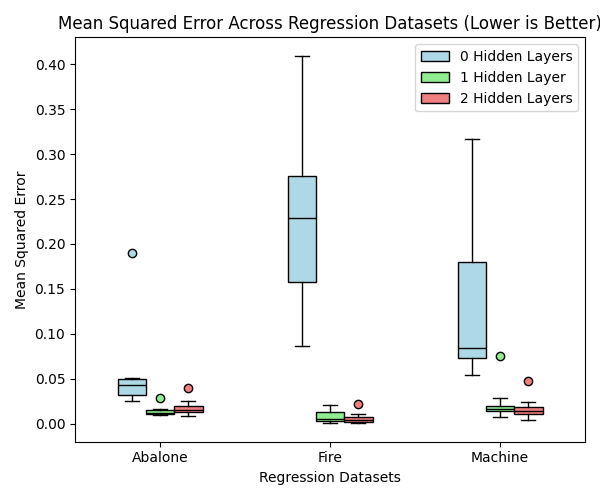 Mean Squared Error Across Regression Datasets (Lower is Better)
0 Hidden Layers
1 Hidden Layer
2 Hidden Layers
0.40
0.35
0.30
0.25
0.20
0.15
0.10
0.05
0.00
Mean Squared Error
Abalone Fire Machine
Regression Datasets